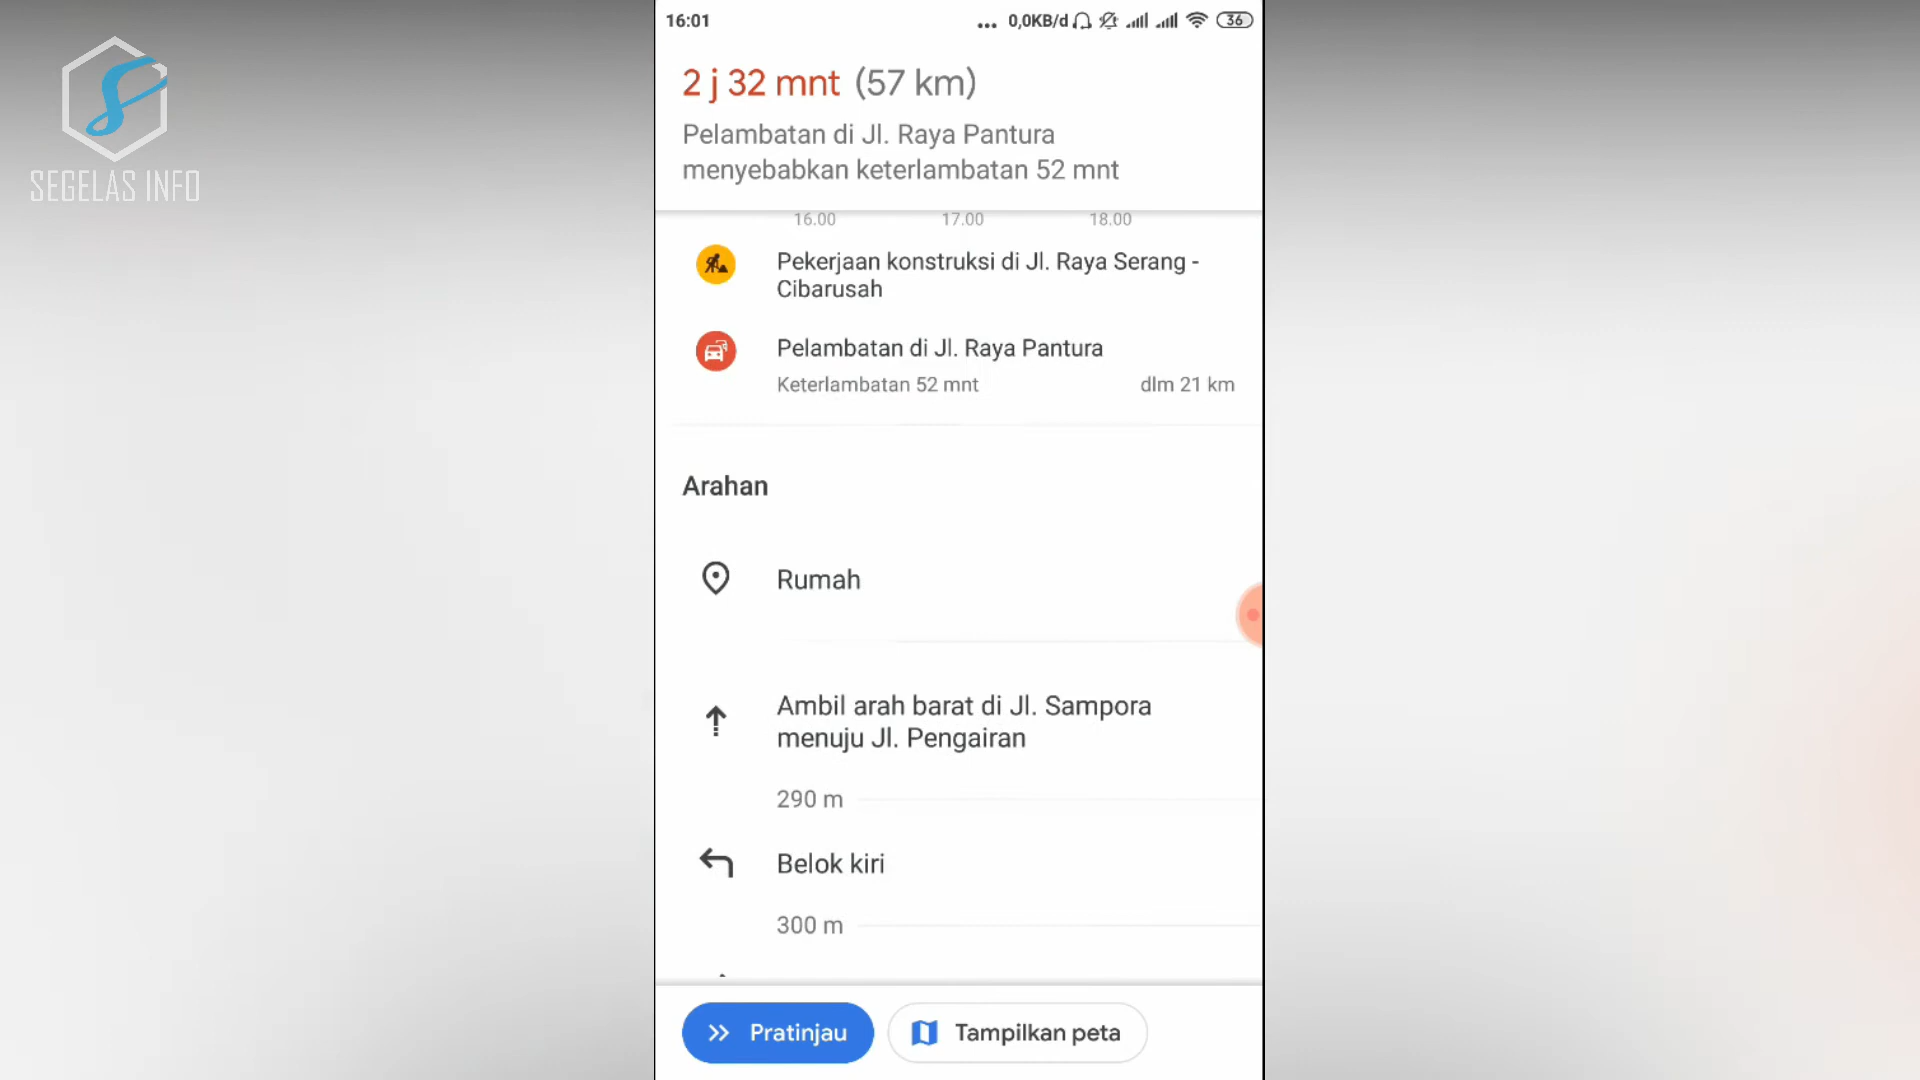 SEGELAS INFO
16:01
... 0,0KB/d
36
2 j 32 mnt (57 km)
Pelambatan di Jl. Raya Pantura
menyebabkan keterlambatan 52 mnt
16.00 17.00 18.00
Pekerjaan konstruksi di Jl. Raya Serang -
Cibarusah
Pelambatan di Jl. Raya Pantura
Keterlambatan 52 mnt dlm 21 km
Arahan
Rumah
Ambil arah barat di Jl. Sampora
menuju Jl. Pengairan
290 m
Belok kiri
300 m
Pratinjau
Tampilkan peta